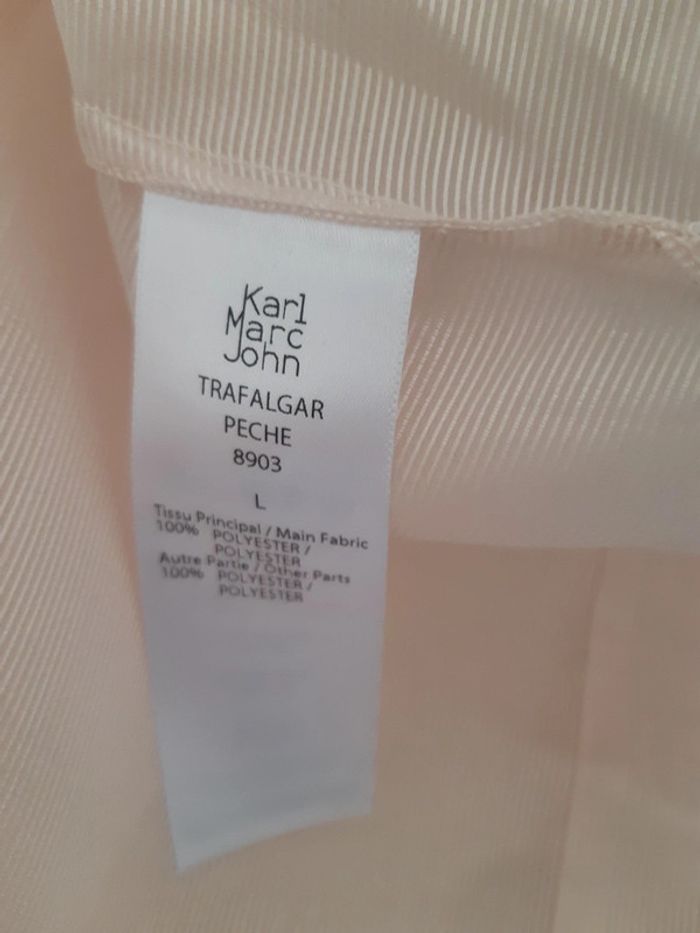 Karl
Marc
John
TRAFALGAR
PECHE
8903
L
Tissu Principal / Main Fabric
100% POLYESTER /
POLYESTER
Autre Partie / Other Parts
100% POLYESTER /
POLYESTER